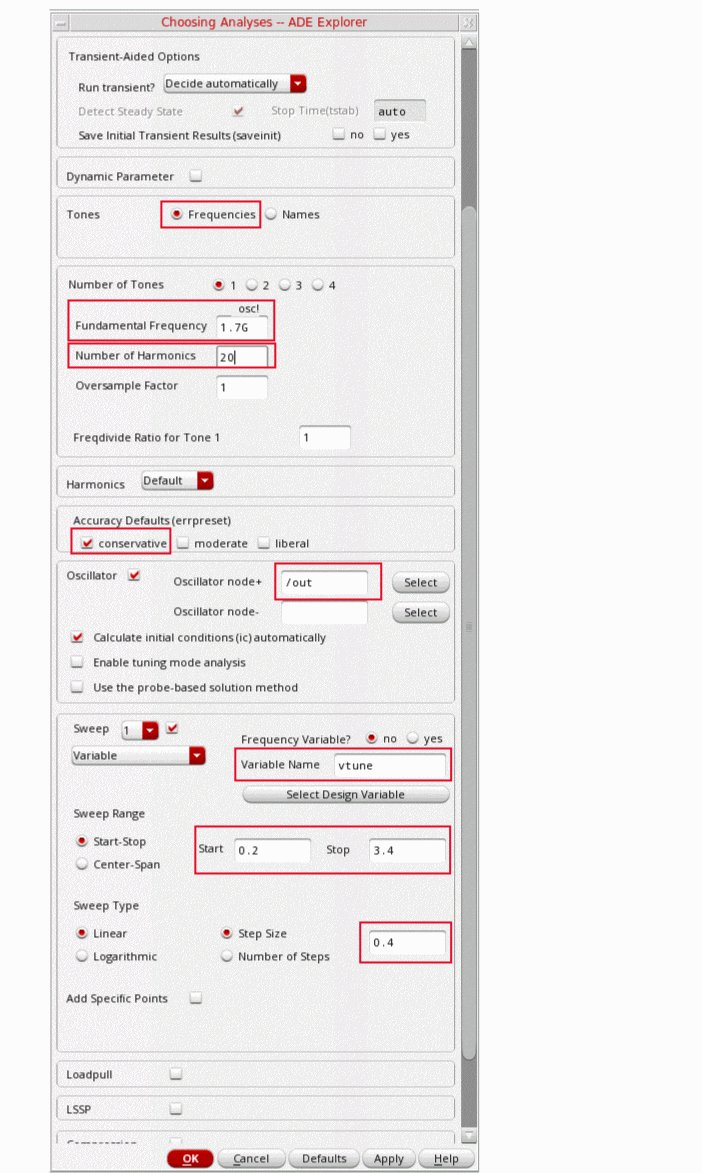 Choosing Analyses -- ADE Explorer
Transient-Aided Options
Run transient? Decide automatically
Detect Steady State Stop Time(tstab) auto
Save Initial Transient Results (saveinit) no yes
Dynamic Parameter
Tones Frequencies Names
Number of Tones 1 2 3 4
osc!
Fundamental Frequency 1.7G
Number of Harmonics 20
Oversample Factor 1
Freqdivide Ratio for Tone 1 1
Harmonics Default
Accuracy Defaults (errpreset)
conservative moderate liberal
Oscillator Oscillator node+ /out Select
Oscillator node- Select
Calculate initial conditions (ic) automatically
Enable tuning mode analysis
Use the probe-based solution method
Sweep 1 Frequency Variable? no yes
Variable Variable Name vtune
Select Design Variable
Sweep Range
Start-Stop Start 0.2 Stop 3.4
Center-Span
Sweep Type
Linear Step Size 0.4
Logarithmic Number of Steps
Add Specific Points
Loadpull
LSSP
OK Cancel Defaults Apply Help